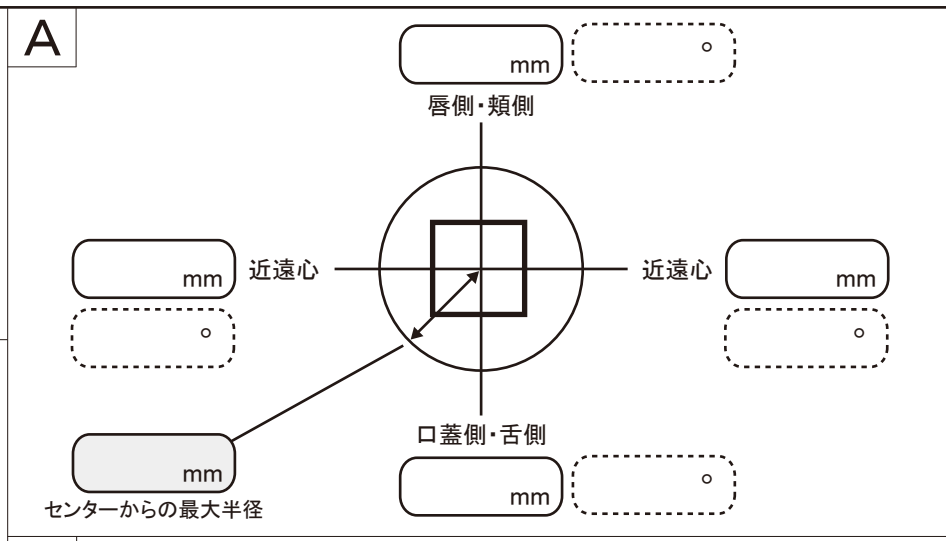 A
mm °
唇側・頬側
mm 近遠心 近遠心 mm
° °
口蓋側・舌側
mm mm °
センターからの最大半径